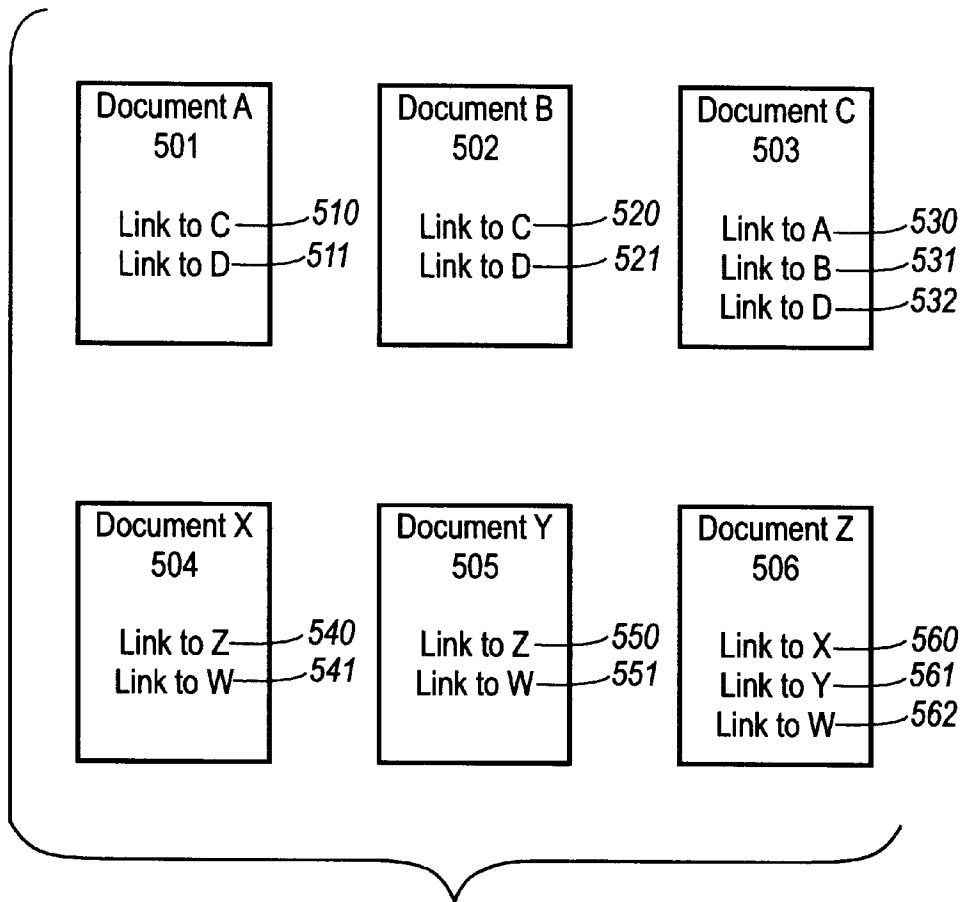 Document A
501
Link to C 510
Link to D 511
Document B
502
Link to C 520
Link to D 521
Document C
503
Link to A 530
Link to B 531
Link to D 532
Document X
504
Link to Z 540
Link to W 541
Document Y
505
Link to Z 550
Link to W 551
Document Z
506
Link to X 560
Link to Y 561
Link to W 562